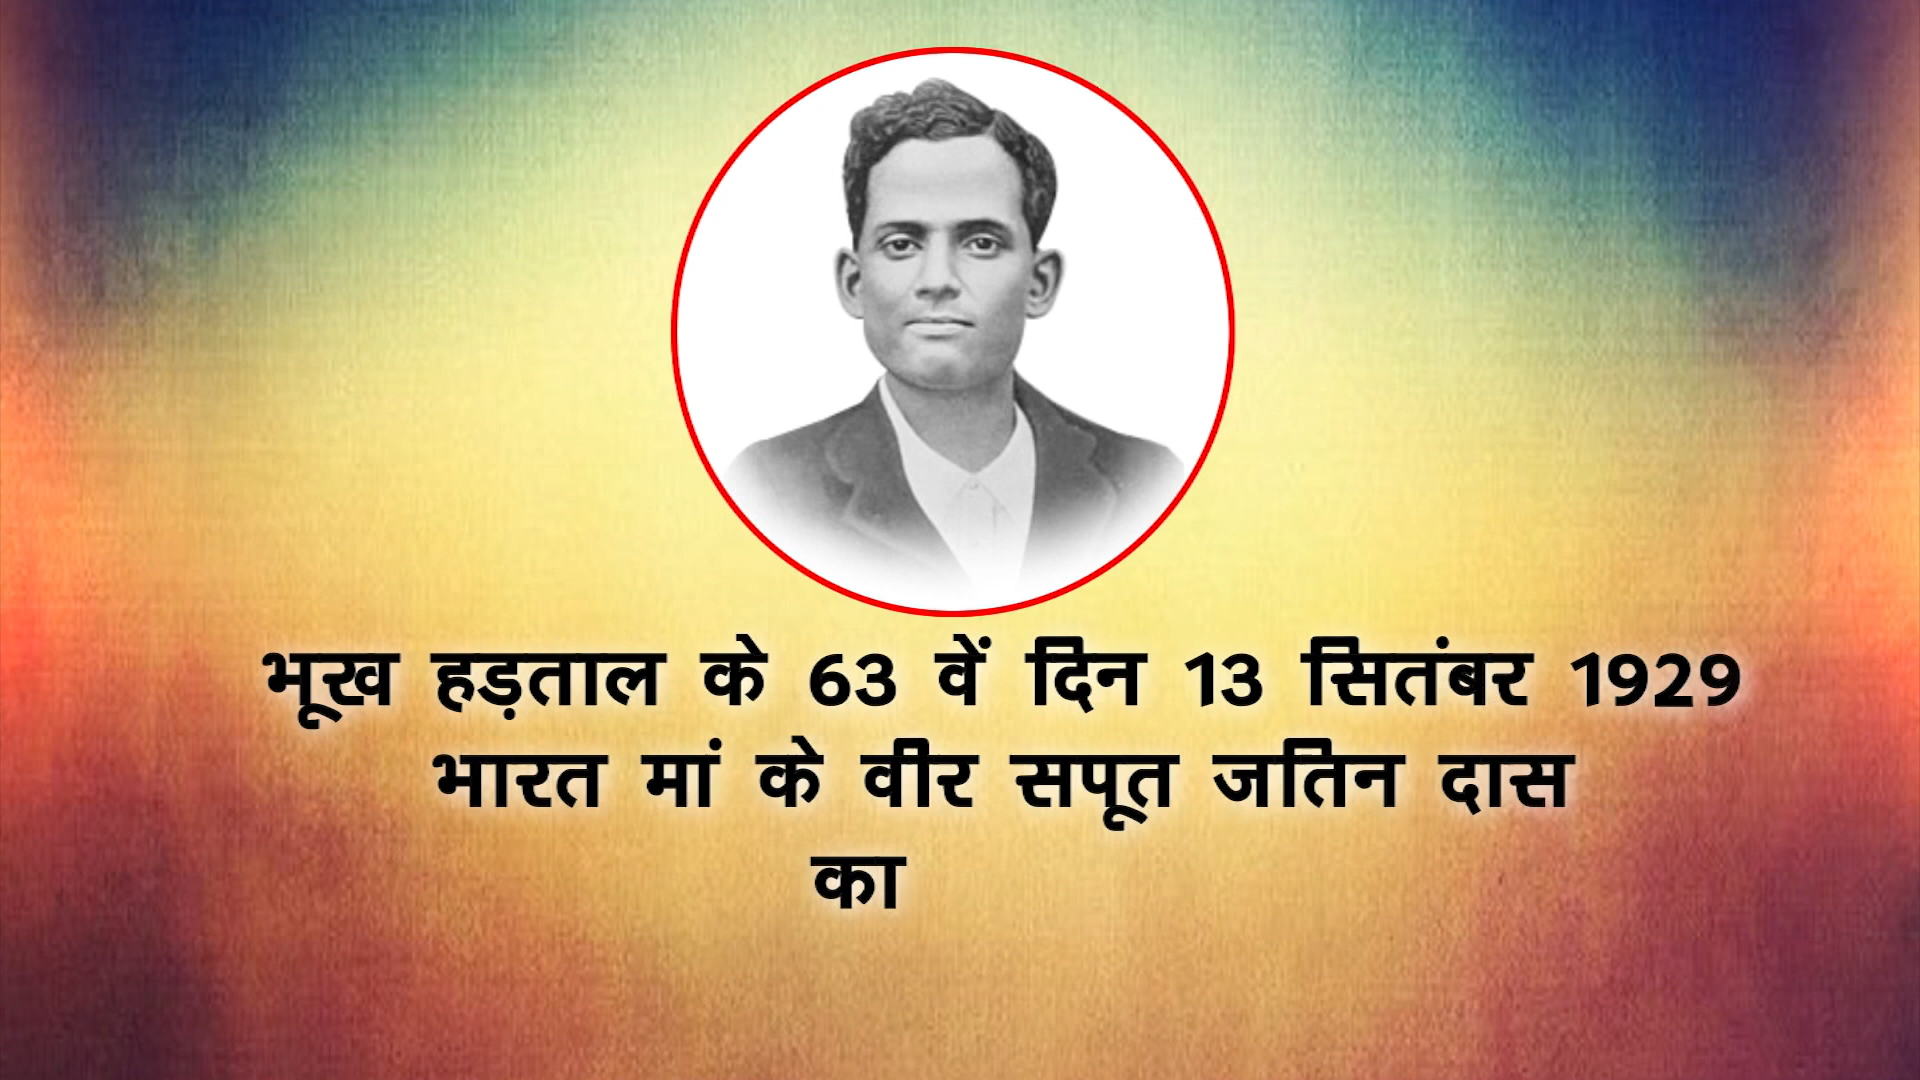 भूख हड़ताल के 63 वें दिन 13 सितंबर 1929
भारत मां के वीर सपूत जतिन दास
का